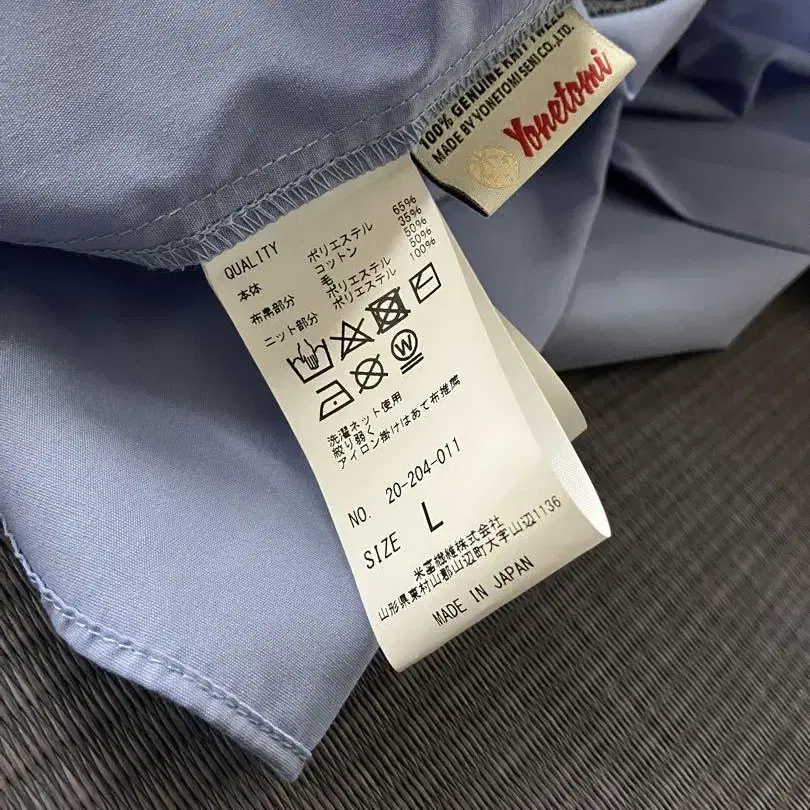 100% GENUINE KNIT TWEED
MADE BY YONETOMI SENI CO.,LTD.
Yonetomi
QUALITY
本体 ポリエステル 65%
コットン 35%
布帛部分 毛 50%
ポリエステル 50%
ニット部分 ポリエステル 100%
W
洗濯ネット使用
絞り弱く
アイロン掛けはあて布推薦
NO. 20-204-011
SIZE L
米富繊維株式会社
山形県東村山郡山辺町大字山辺1136
MADE IN JAPAN